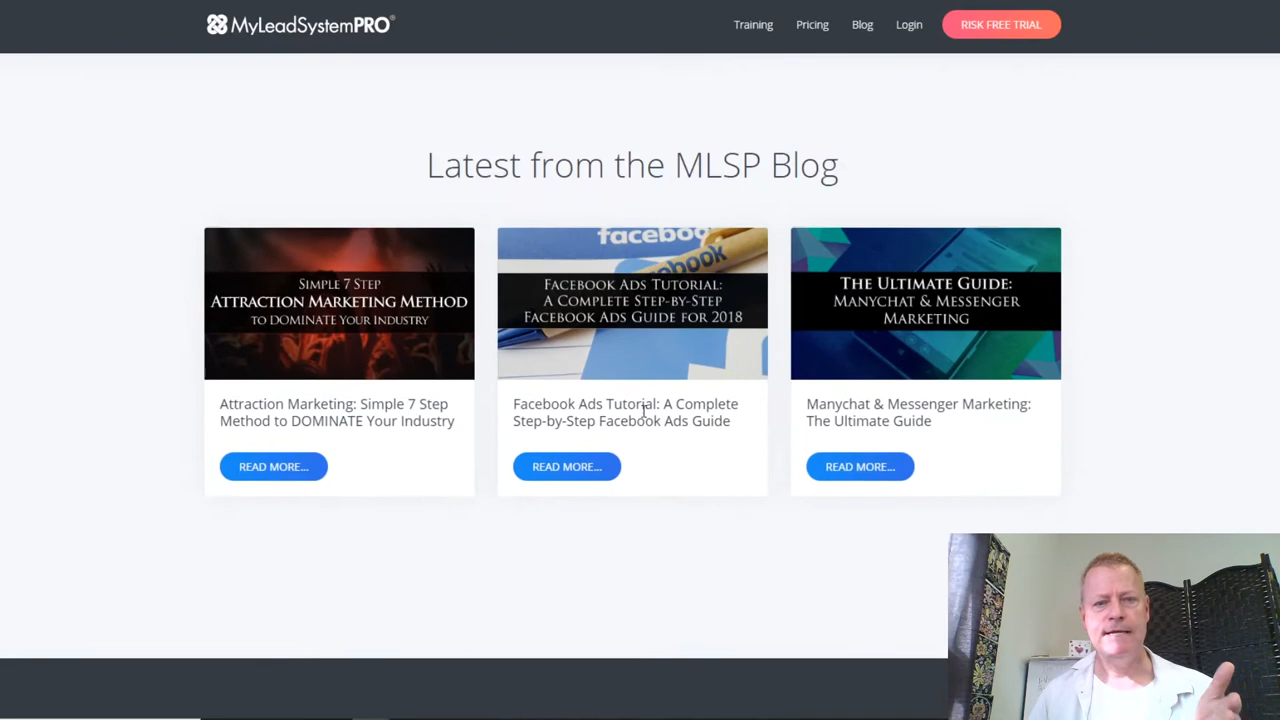 MyLeadSystemPRO®
Training
Pricing
Blog
Login
RISK FREE TRIAL
Latest from the MLSP Blog
SIMPLE 7 STEP
ATTRACTION MARKETING METHOD
TO DOMINATE YOUR INDUSTRY
Attraction Marketing: Simple 7 Step
Method to DOMINATE Your Industry
READ MORE...
facebo
book
FACEBOOK ADS TUTORIAL:
A COMPLETE STEP-BY-STEP
FACEBOOK ADS GUIDE FOR 2018
Facebook Ads Tutorial: A Complete
Step-by-Step Facebook Ads Guide
READ MORE...
THE ULTIMATE GUIDE:
MANYCHAT & MESSENGER
MARKETING
Manychat & Messenger Marketing:
The Ultimate Guide
READ MORE...